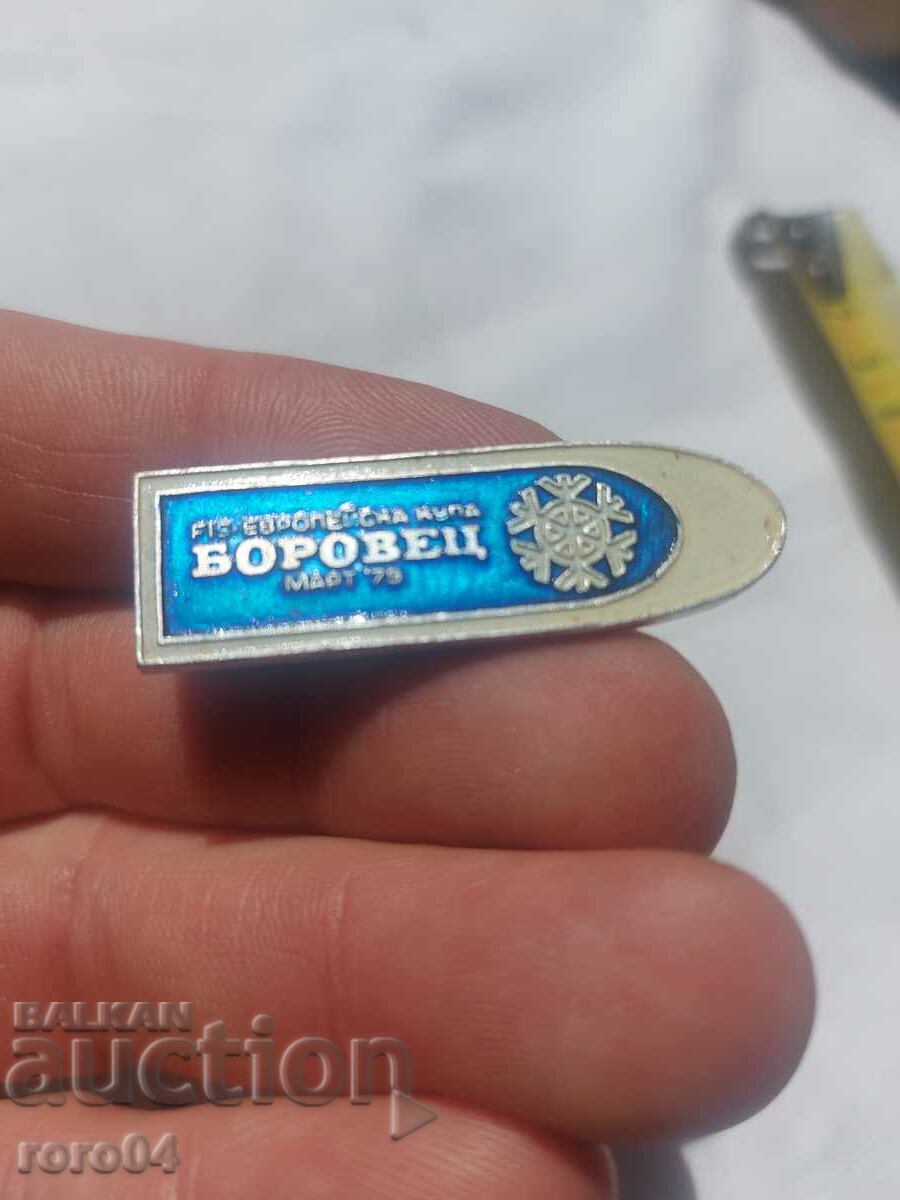 FIS ЕВРОПЕЙСКА КУПА
БОРОВЕЦ
МАРТ '79
BALKAN
auction
roro04